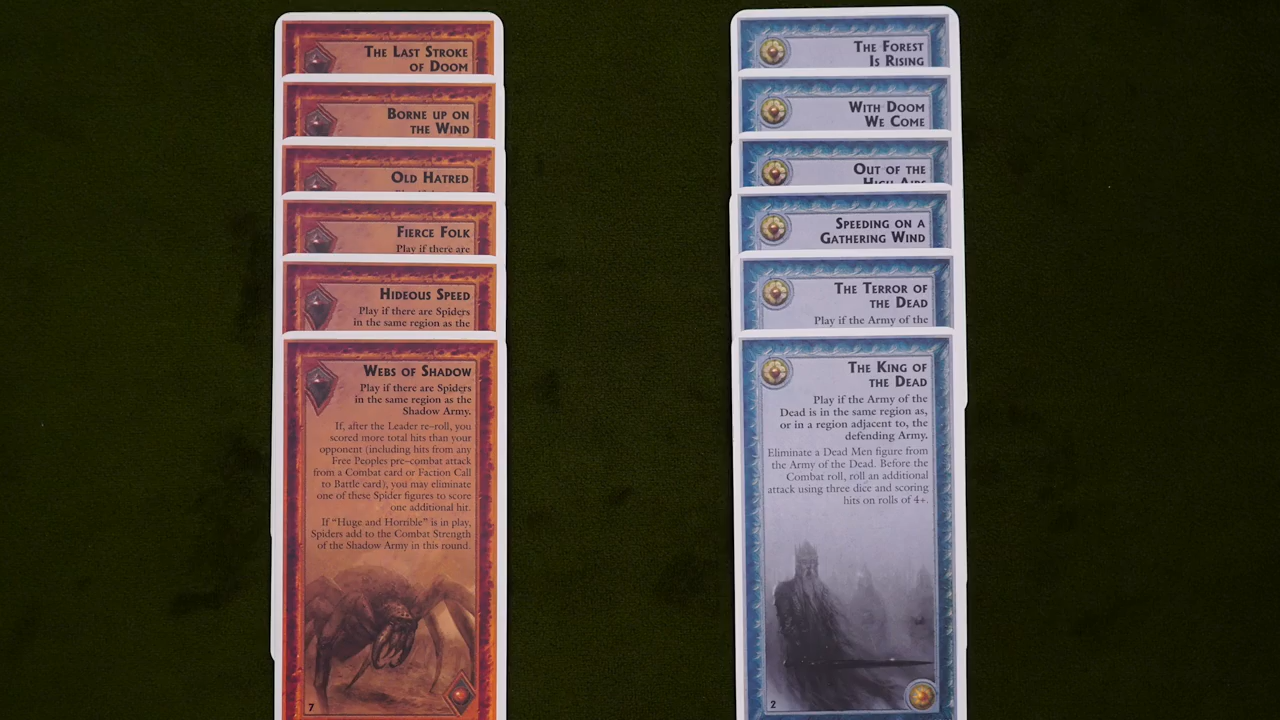 The Last Stroke
of Doom
Borne up on
the Wind
Old Hatred
Fierce Folk
Play if there are
Hideous Speed
Play if there are Spiders
in the same region as the
Webs of Shadow
Play if there are Spiders
in the same region as the
Shadow Army.
If, after the Leader re-roll, you
scored more total hits than your
opponent (including hits from any
Free Peoples pre-combat attack
from a Combat card or Faction Call
to Battle card), you may eliminate
one of these Spider figures to score
one additional hit.
If "Huge and Horrible" is in play,
Spiders add to the Combat Strength
of the Shadow Army in this round.
7
The Forest
Is Rising
With Doom
We Come
Out of the
High Airs
Speeding on a
Gathering Wind
The Terror of
the Dead
Play if the Army of the
The King of
the Dead
Play if the Army of the
Dead is in the same region as,
or in a region adjacent to, the
defending Army.
Eliminate a Dead Men figure from
the Army of the Dead. Before the
Combat roll, roll an additional
attack using three dice and scoring
hits on rolls of 4+.
2